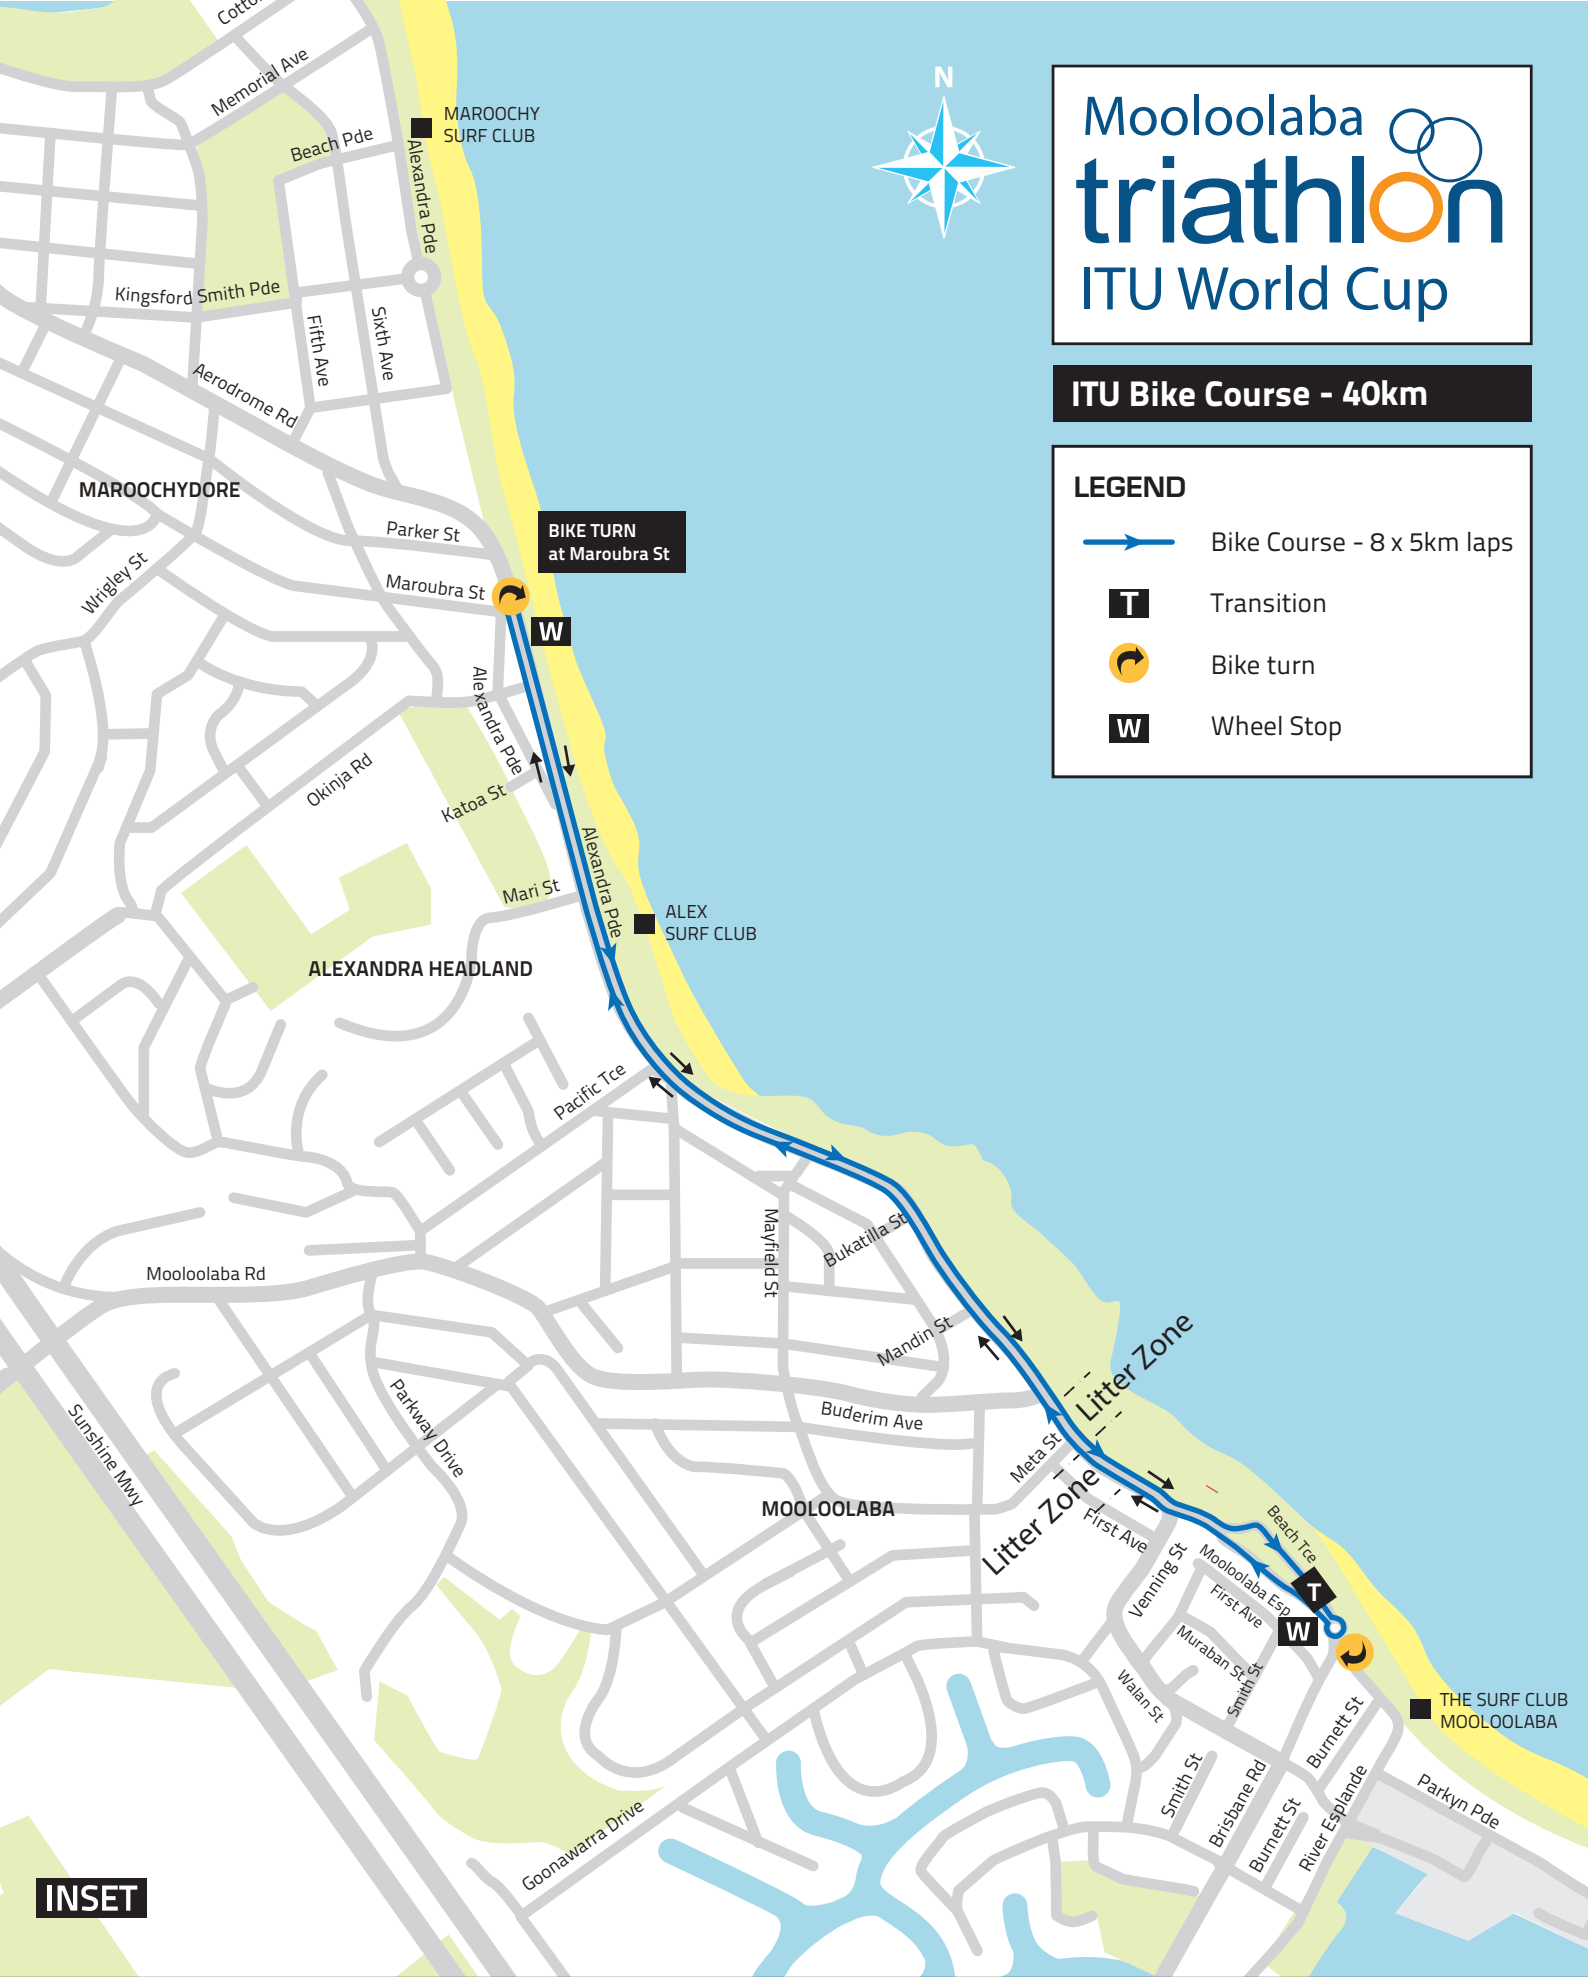 Memorial Ave
MAROOCHY
SURF CLUB
Beach Pde
Alexandra Pde
Kingsford Smith Pde
Fifth Ave
Sixth Ave
Aerodrome Rd
N
Mooloolaba
triathlon
ITU World Cup
ITU Bike Course - 40km
LEGEND
Bike Course - 8 x 5km laps
T
Transition
Bike turn
W
Wheel Stop
MAROOCHYDORE
Parker St
BIKE TURN
at Maroubra St
Maroubra St
Wrigley St
W
Alexandra Pde
Okinja Rd
Katoa St
Alexandra Pde
Mari St
ALEX
SURF CLUB
ALEXANDRA HEADLAND
Pacific Tce
Mayfield St
Bukatilla St
Mooloolaba Rd
Mandin St
Litter Zone
Parkway Drive
Sunshine Mwy
Buderim Ave
Meta St
Litter Zone
MOOLOOLABA
First Ave
Beach Tce
Venning St
Mooloolaba Esp
First Ave
T
W
Muraban St
Smith St
Walan St
THE SURF CLUB
MOOLOOLABA
Burnett St
Smith St
Brisbane Rd
Burnett St
River Esplande
Parkyn Pde
Goonawarra Drive
INSET